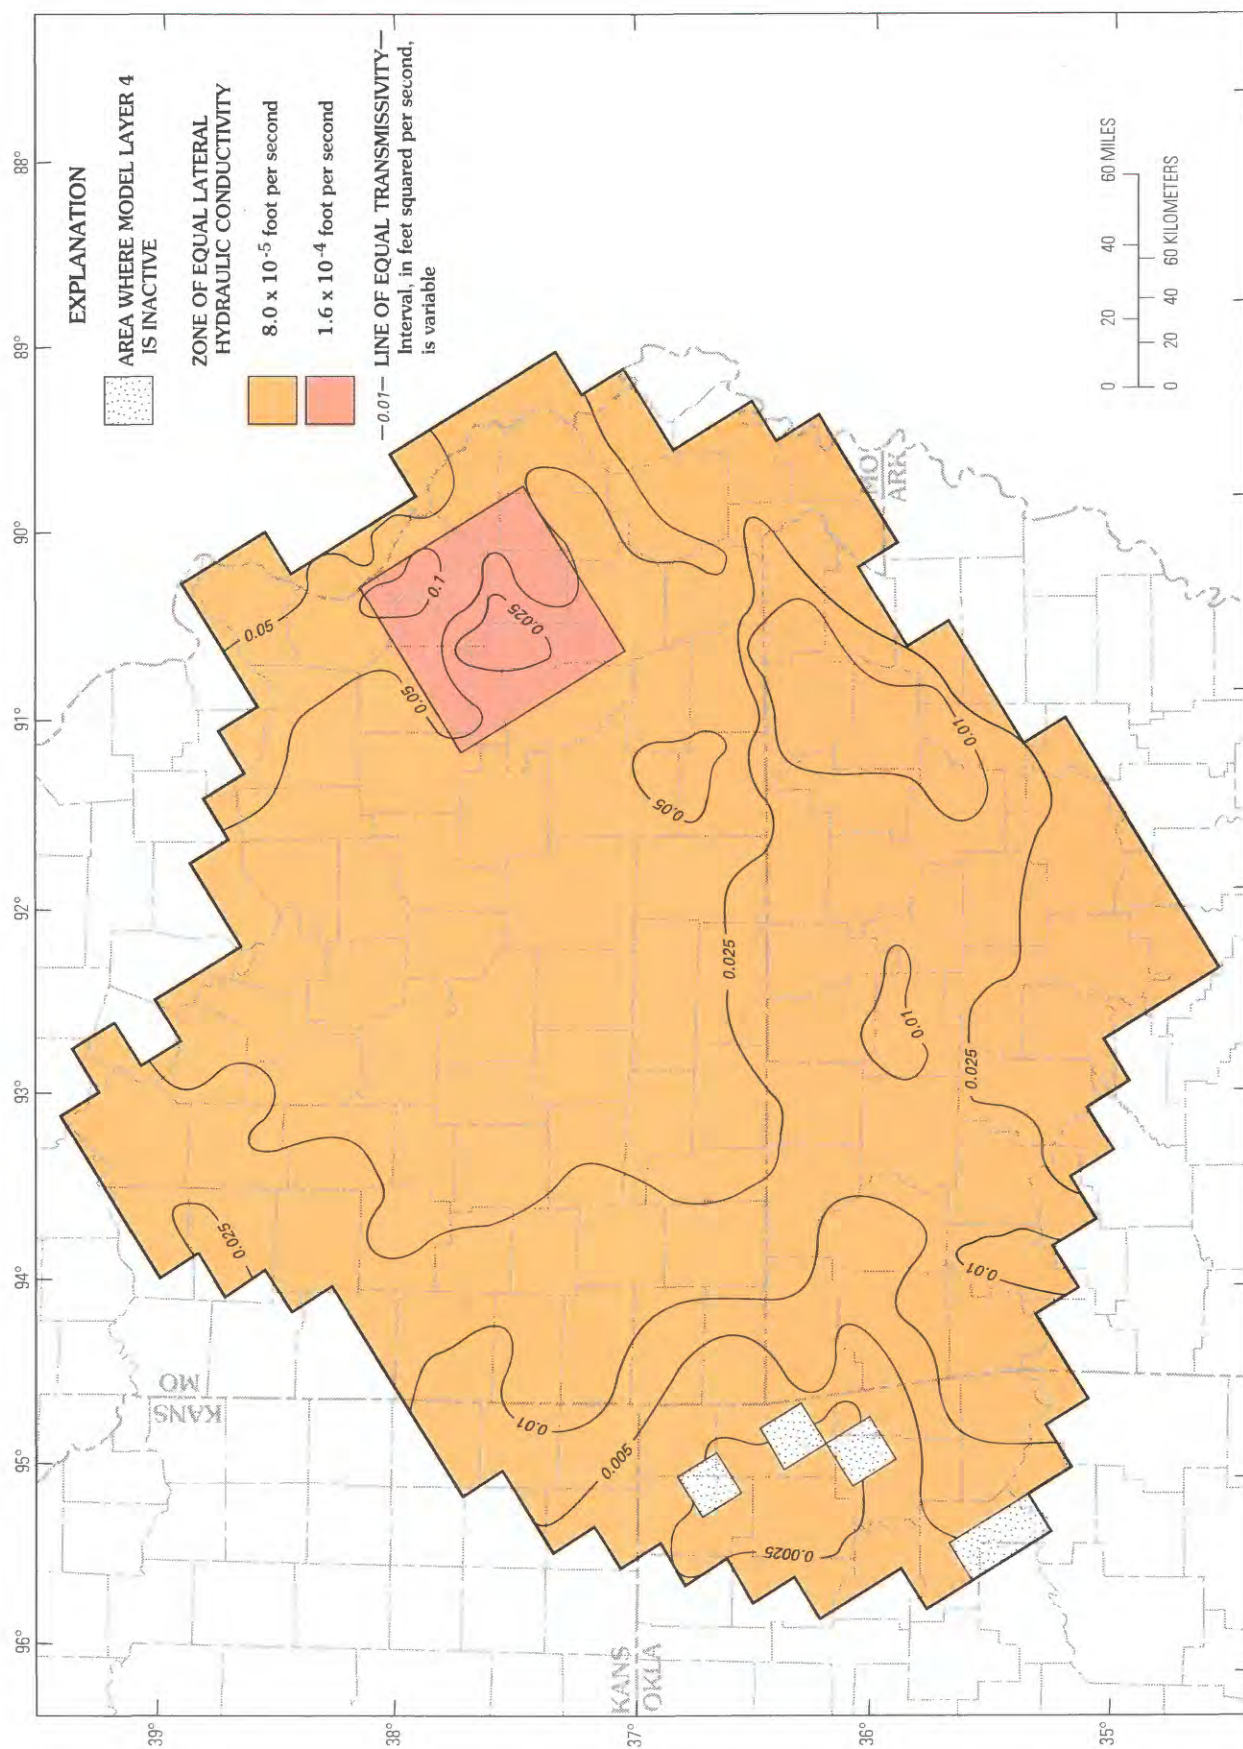 EXPLANATION
AREA WHERE MODEL LAYER 4
IS INACTIVE
ZONE OF EQUAL LATERAL
HYDRAULIC CONDUCTIVITY
8.0 x 10⁻⁵ foot per second
1.6 x 10⁻⁴ foot per second
—0.01— LINE OF EQUAL TRANSMISSIVITY—
Interval, in feet squared per second,
is variable
96°
95°
94°
93°
92°
91°
90°
89°
88°
39°
38°
37°
36°
35°
KANS
MO
KANS
OKLA
MO
ARK
0.025
0.05
0.05
0.1
0.025
0.05
0.025
0.01
0.01
0.025
0.01
0.01
0.005
0.0025
0 20 40 60 MILES
0 20 40 60 KILOMETERS